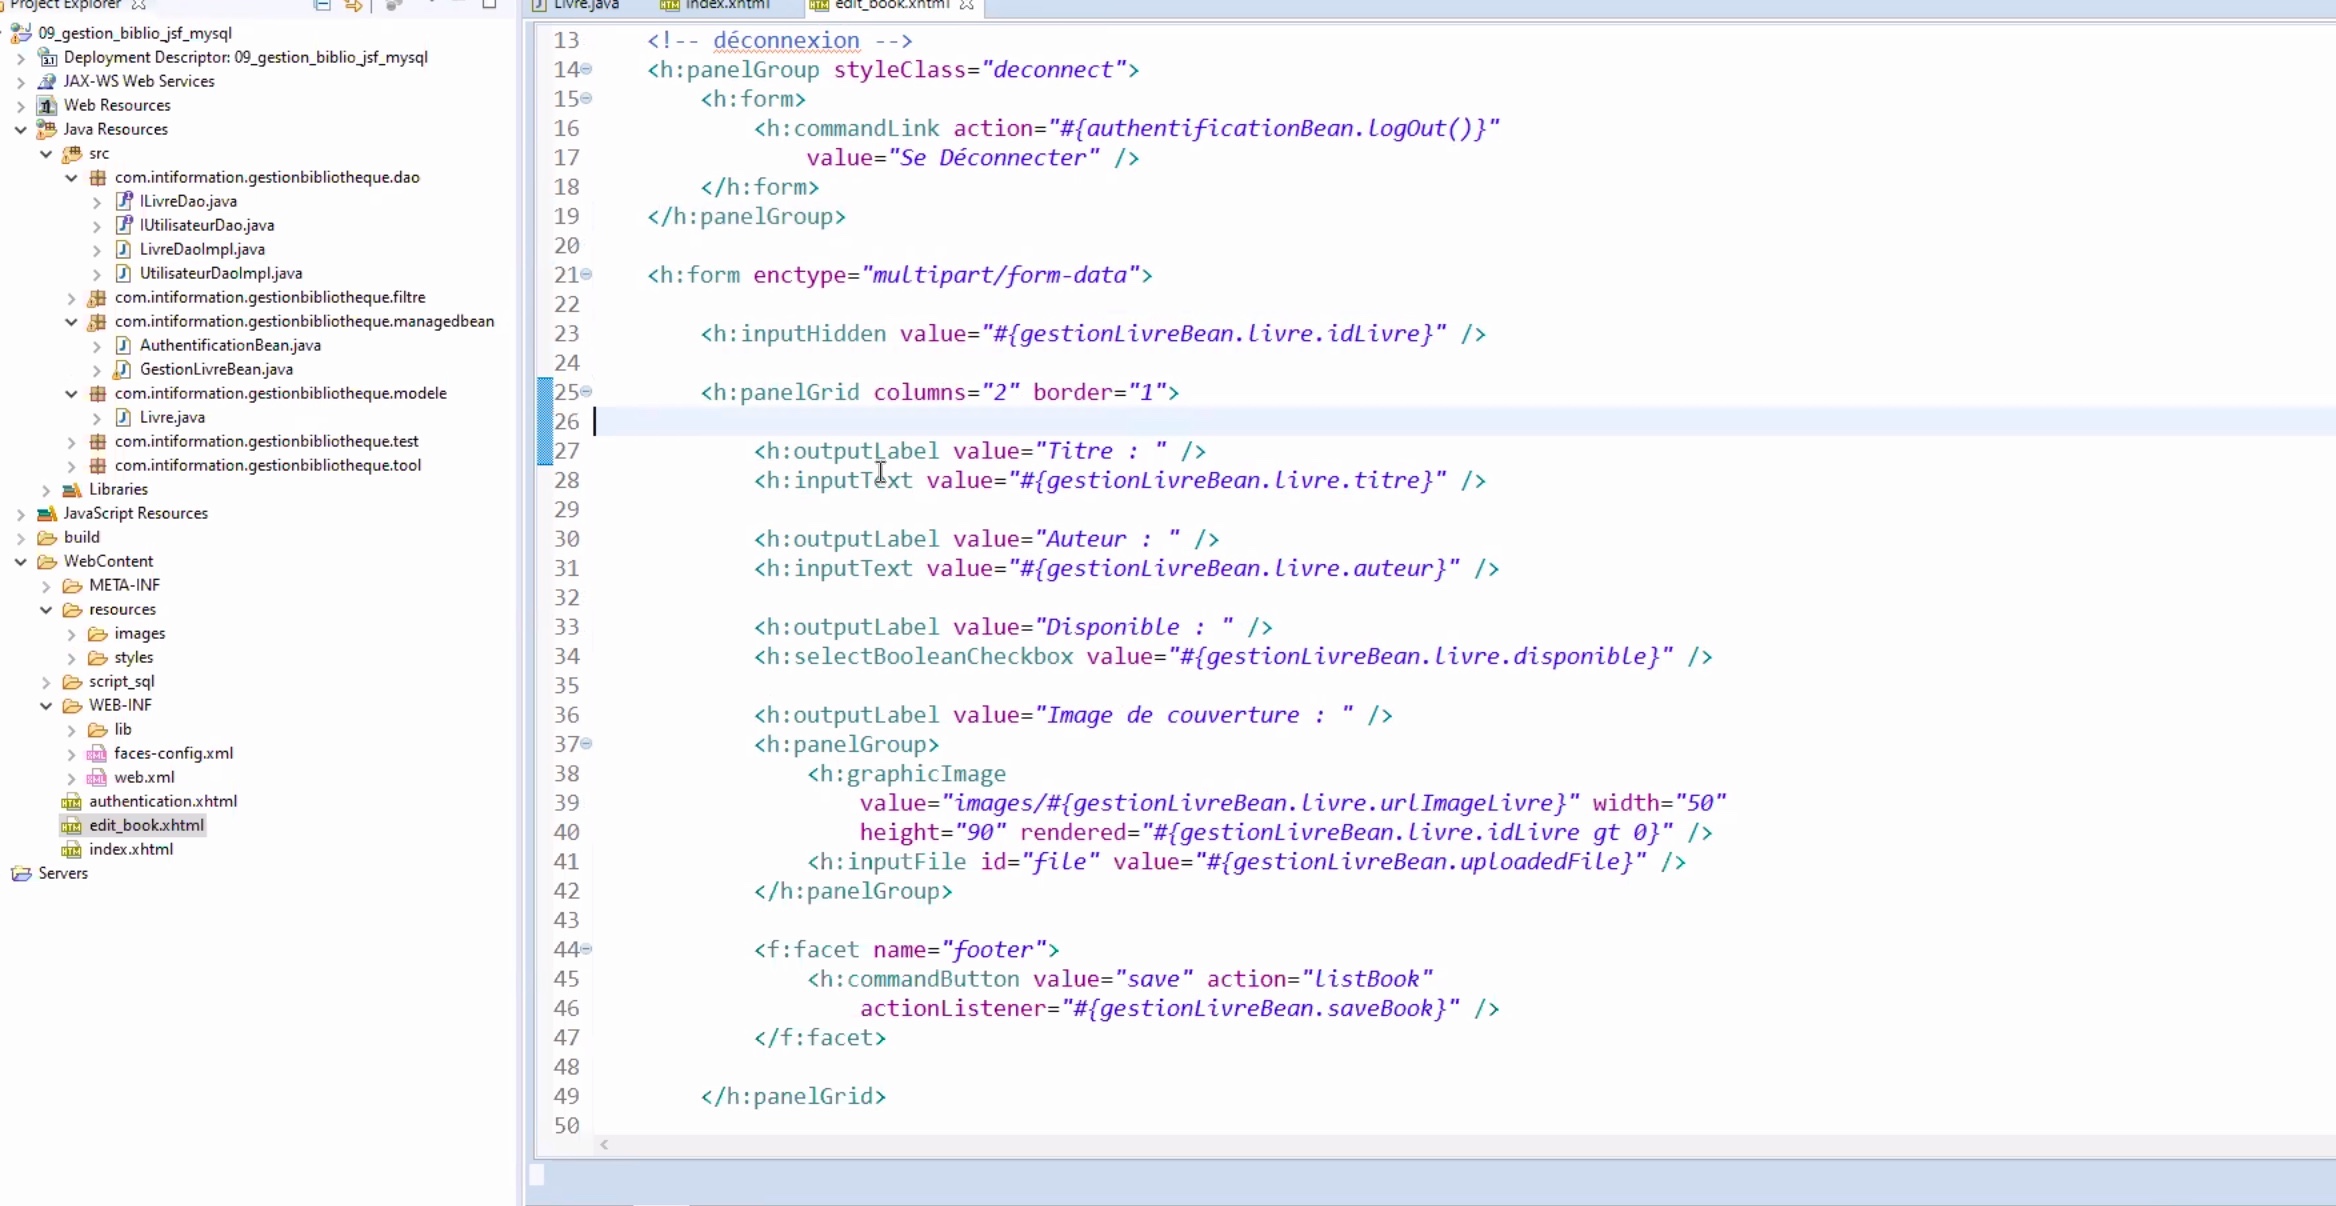 Project Explorer
09_gestion_biblio_jsf_mysql
Deployment Descriptor: 09_gestion_biblio_jsf_mysql
JAX-WS Web Services
Web Resources
Java Resources
src
com.intiformation.gestionbibliotheque.dao
ILivreDao.java
IUtilisateurDao.java
LivreDaoImpl.java
UtilisateurDaoImpl.java
com.intiformation.gestionbibliotheque.filtre
com.intiformation.gestionbibliotheque.managedbean
AuthentificationBean.java
GestionLivreBean.java
com.intiformation.gestionbibliotheque.modele
Livre.java
com.intiformation.gestionbibliotheque.test
com.intiformation.gestionbibliotheque.tool
Libraries
JavaScript Resources
build
WebContent
META-INF
resources
images
styles
script_sql
WEB-INF
lib
faces-config.xml
web.xml
authentication.xhtml
edit_book.xhtml
index.xhtml
Servers
Livre.java index.xhtml edit_book.xhtml
13 <!-- déconnexion -->
14 <h:panelGroup styleClass="deconnect">
15 <h:form>
16 <h:commandLink action="#{authentificationBean.logOut()}"
17 value="Se Déconnecter" />
18 </h:form>
19 </h:panelGroup>
20
21 <h:form enctype="multipart/form-data">
22
23 <h:inputHidden value="#{gestionLivreBean.livre.idLivre}" />
24
25 <h:panelGrid columns="2" border="1">
26
27 <h:outputLabel value="Titre : " />
28 <h:inputText value="#{gestionLivreBean.livre.titre}" />
29
30 <h:outputLabel value="Auteur : " />
31 <h:inputText value="#{gestionLivreBean.livre.auteur}" />
32
33 <h:outputLabel value="Disponible : " />
34 <h:selectBooleanCheckbox value="#{gestionLivreBean.livre.disponible}" />
35
36 <h:outputLabel value="Image de couverture : " />
37 <h:panelGroup>
38 <h:graphicImage
39 value="images/#{gestionLivreBean.livre.urlImageLivre}" width="50"
40 height="90" rendered="#{gestionLivreBean.livre.idLivre gt 0}" />
41 <h:inputFile id="file" value="#{gestionLivreBean.uploadedFile}" />
42 </h:panelGroup>
43
44 <f:facet name="footer">
45 <h:commandButton value="save" action="listBook"
46 actionListener="#{gestionLivreBean.saveBook}" />
47 </f:facet>
48
49 </h:panelGrid>
50